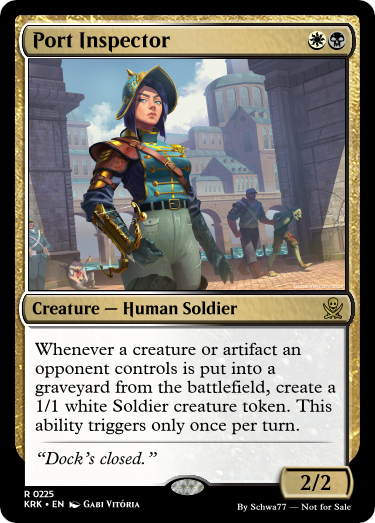 Port Inspector
Creature — Human Soldier
Whenever a creature or artifact an
opponent controls is put into a
graveyard from the battlefield, create a
1/1 white Soldier creature token. This
ability triggers only once per turn.
“Dock’s closed.”
2/2
R 0225
KRK • EN Gabi Vitória
By Schwa77 — Not for Sale